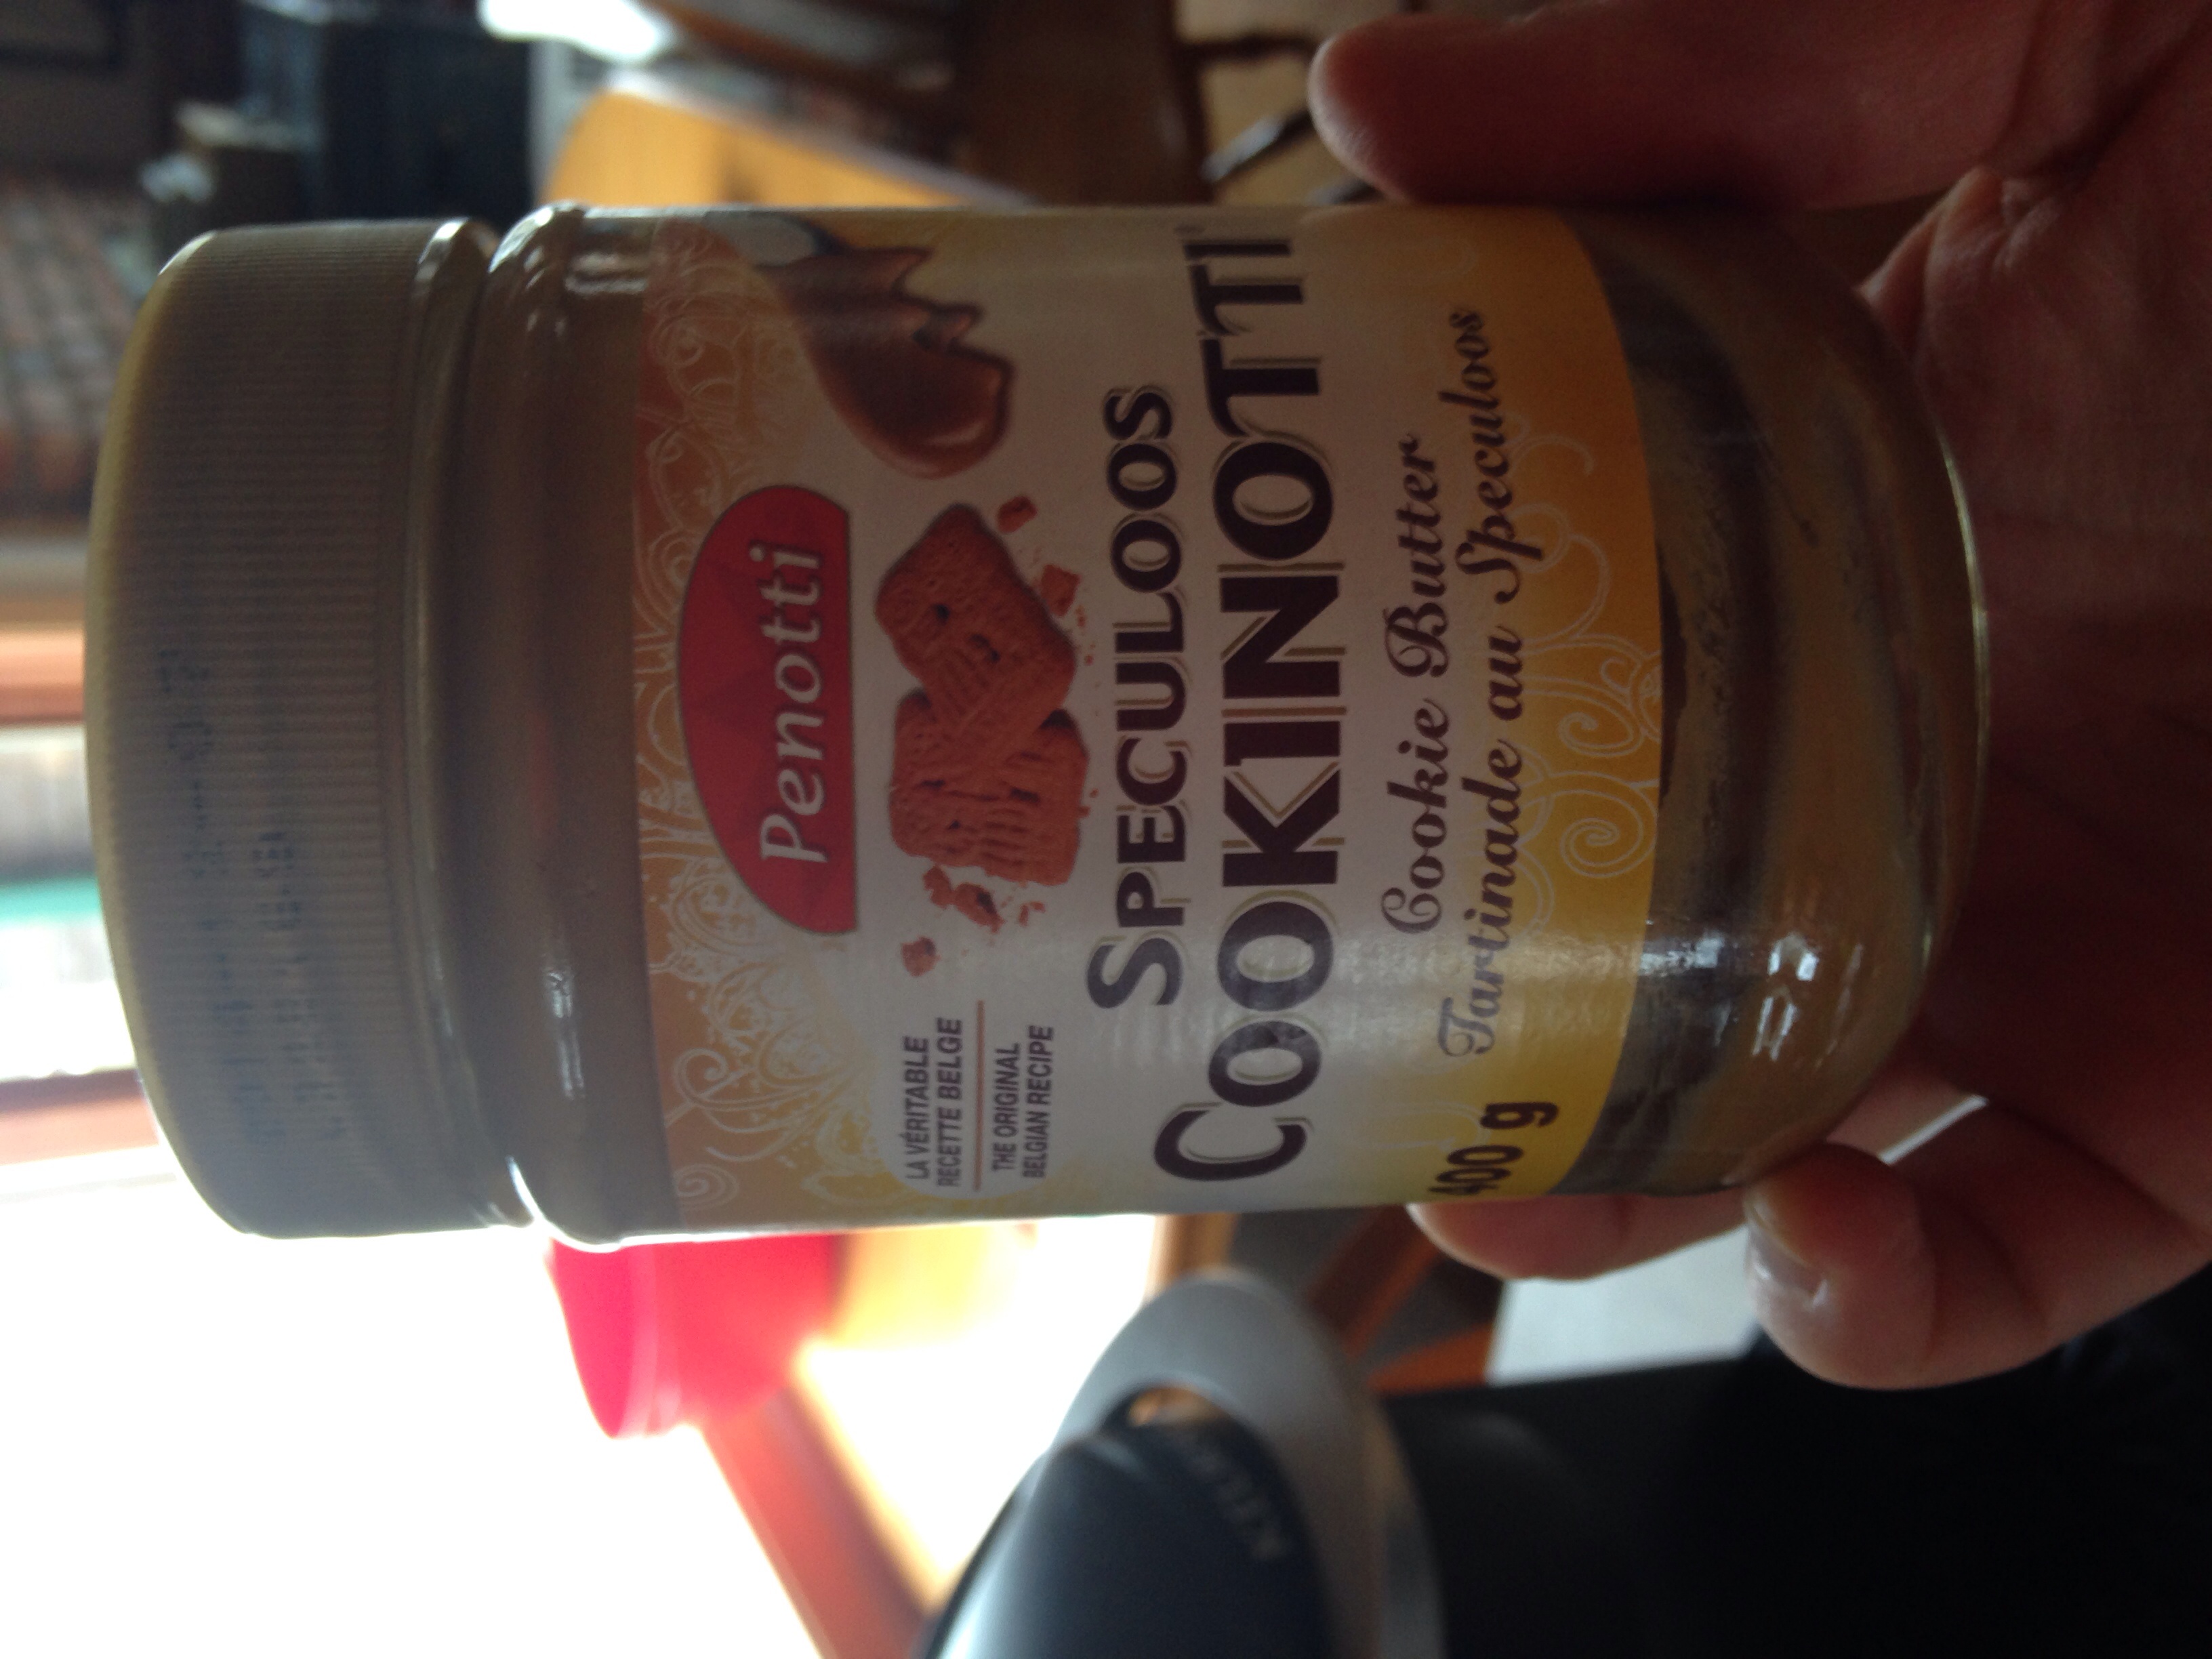 Penotti
LA VÉRITABLE
RECETTE BELGE
THE ORIGINAL
BELGIAN RECIPE
SPECULOOS
COOKINOTTI
Cookie Butter
Tartinade au Speculoos
400 g